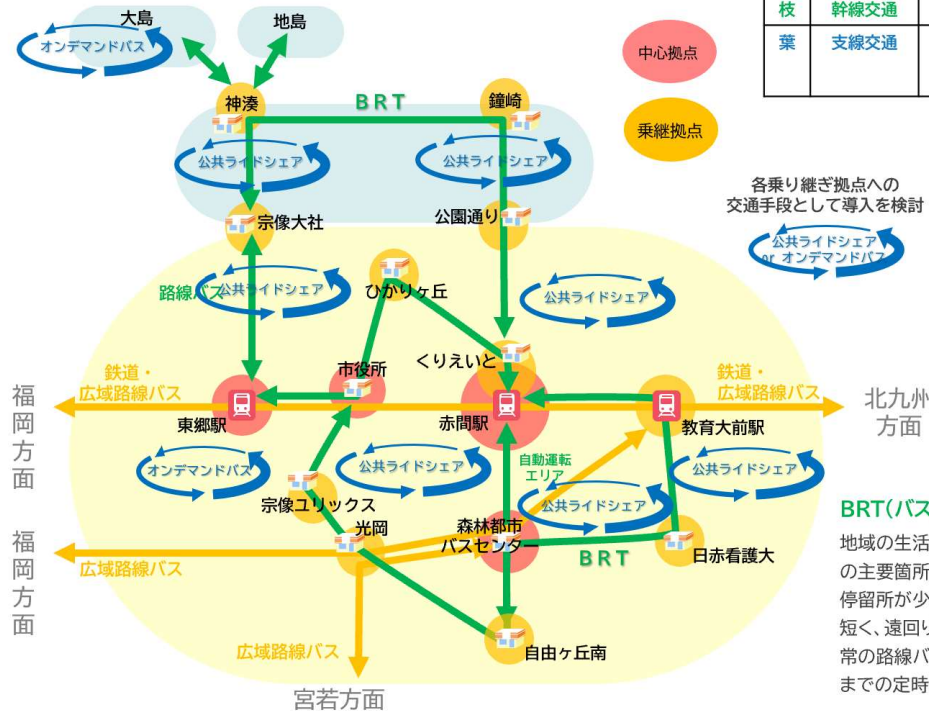 大島
地島
オンデマンドバス
枝 幹線交通
葉 支線交通
中心拠点
乗継拠点
神湊
BRT
鐘崎
公共ライドシェア
公共ライドシェア
各乗り継ぎ拠点への
交通手段として導入を検討
公共ライドシェア
or オンデマンドバス
宗像大社
公園通り
路線バス
公共ライドシェア
ひかりヶ丘
公共ライドシェア
くりえいと
市役所
鉄道・
広域路線バス
鉄道・
広域路線バス
福岡方面
東郷駅
赤間駅
教育大前駅
北九州
方面
オンデマンドバス
公共ライドシェア
自動運転
エリア
公共ライドシェア
公共ライドシェア
宗像ユリックス
光岡
森林都市
バスセンター
BRT
日赤看護大
福岡方面
広域路線バス
広域路線バス
自由ヶ丘南
宮若方面
BRT(バス
地域の生活
の主要箇所
停留所が少
短く、遠回り
常の路線バ
までの定時